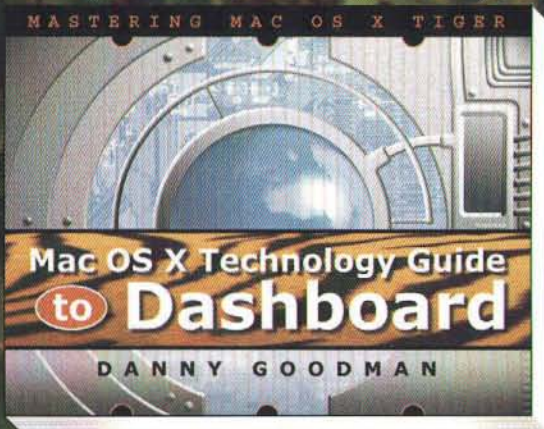 MASTERING MAC OS X TIGER
Mac OS X Technology Guide
to Dashboard
DANNY GOODMAN